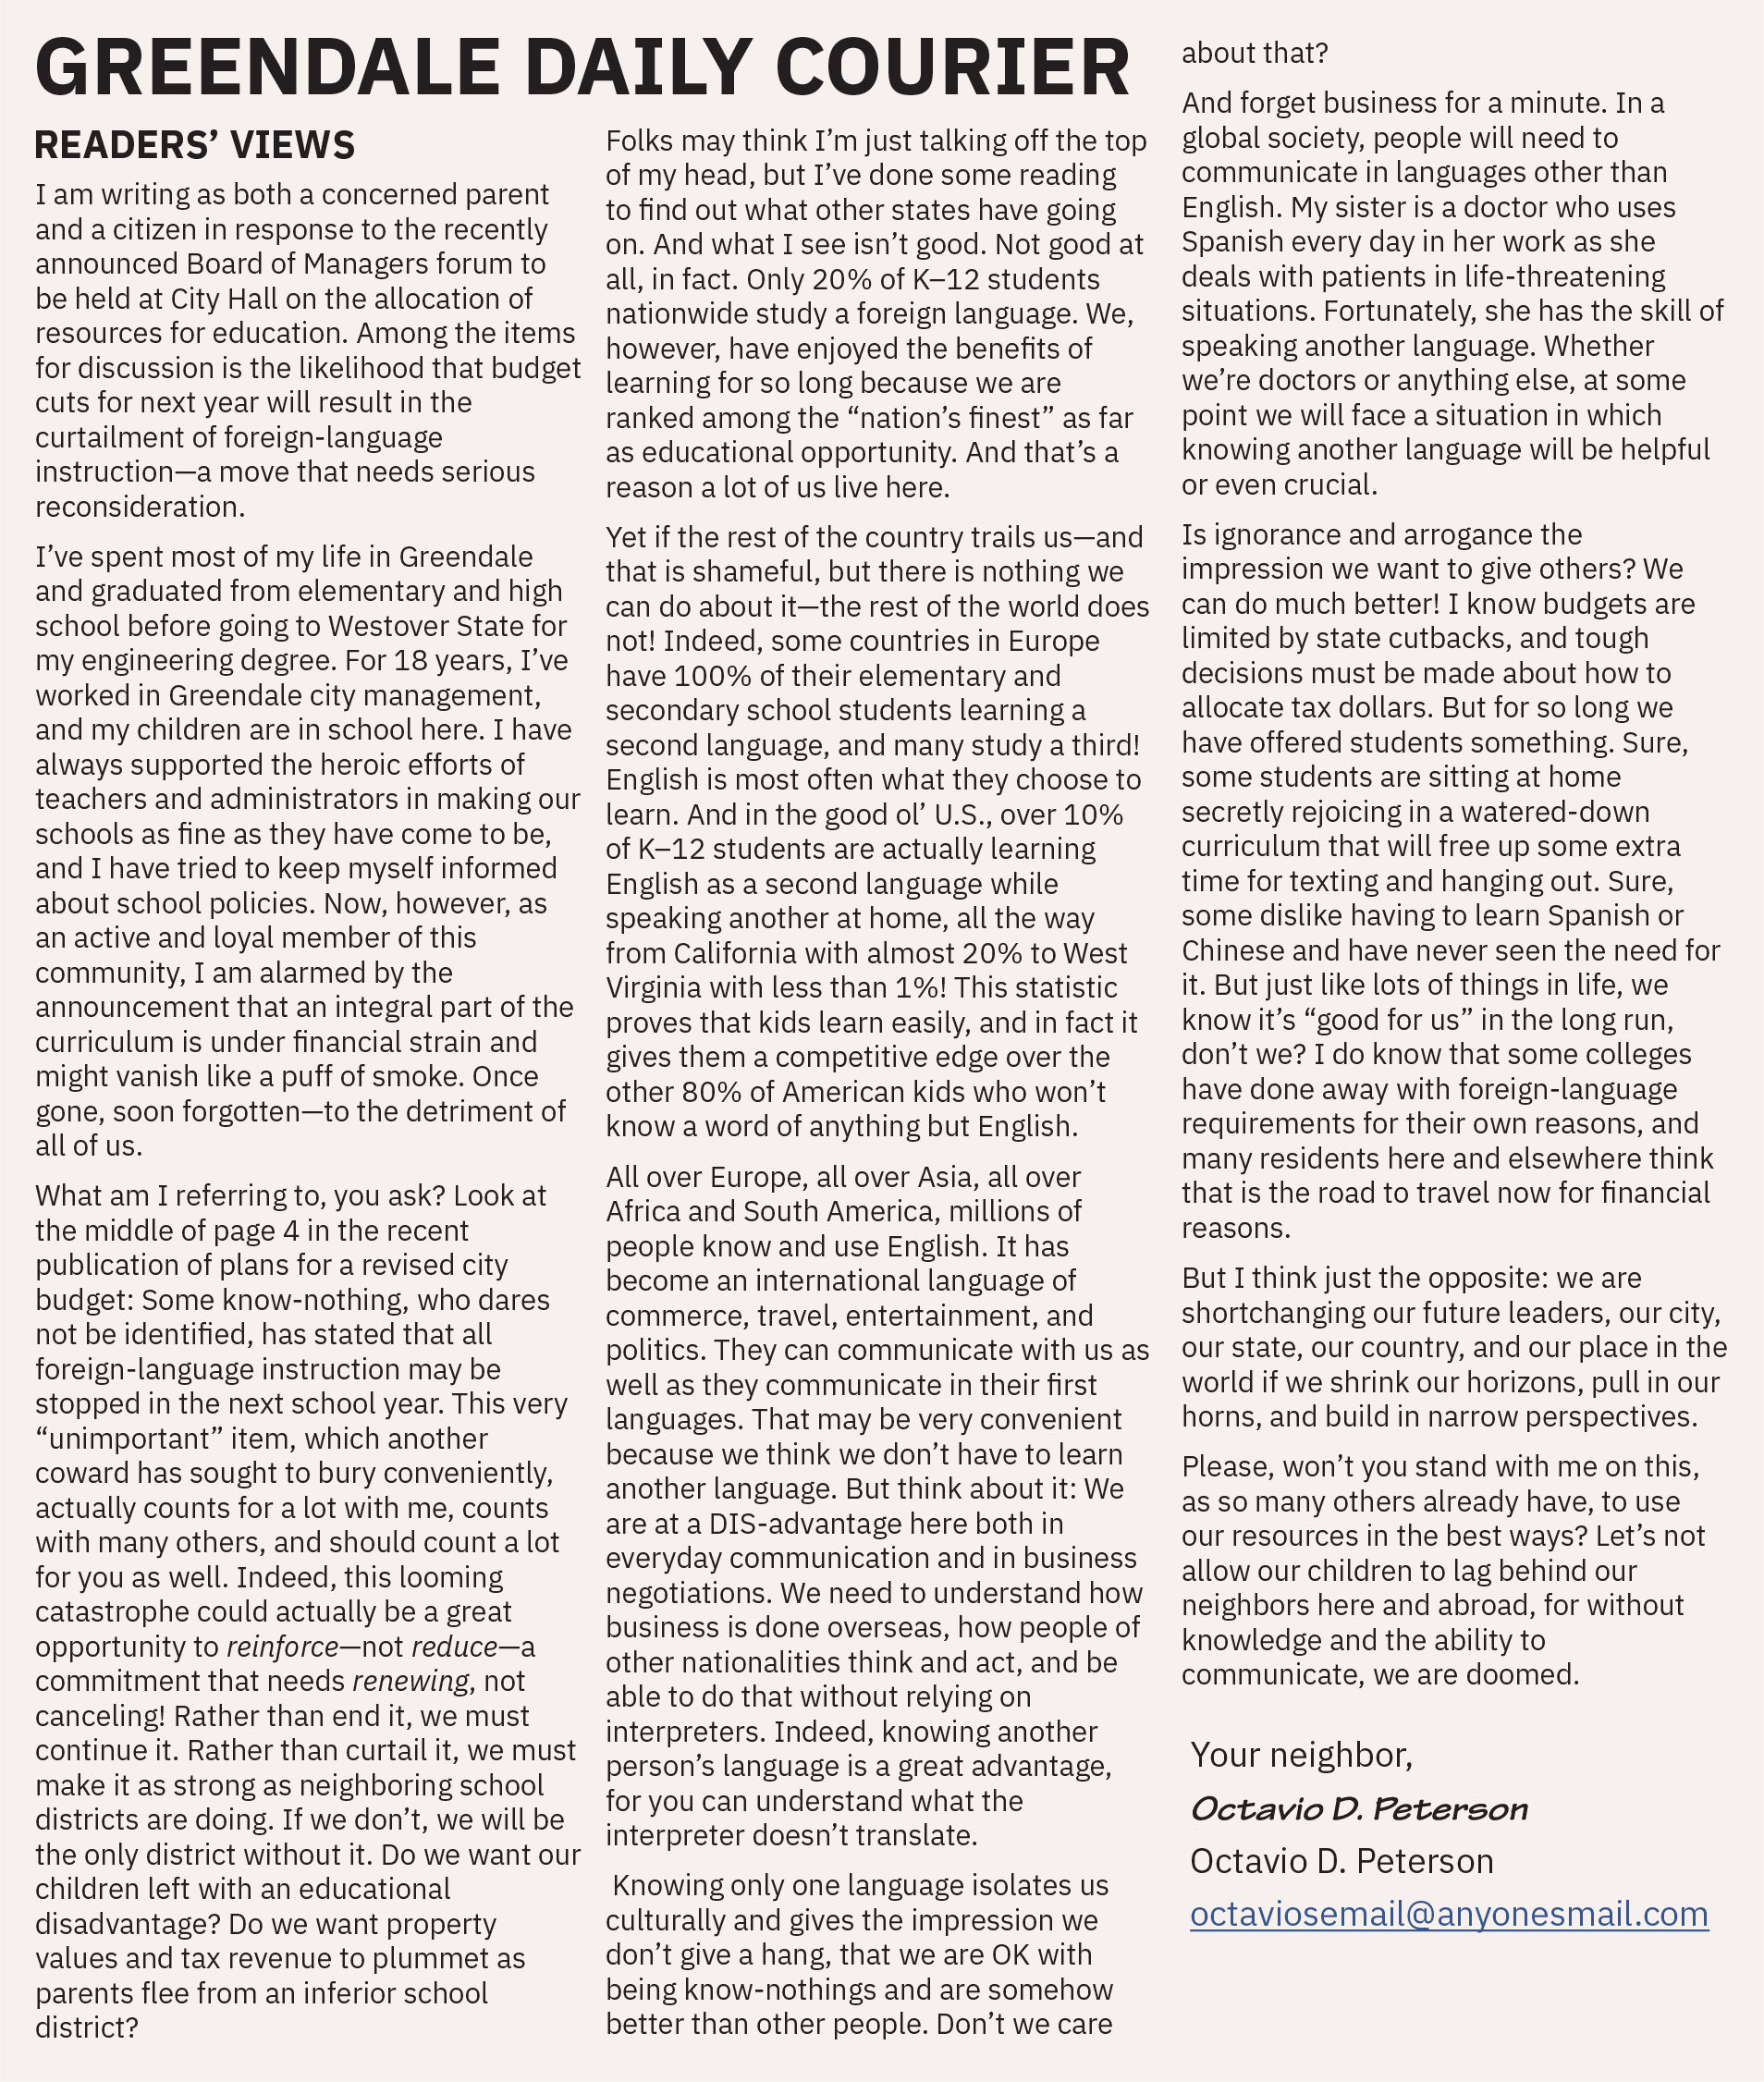 GREENDALE DAILY COURIER
READERS’ VIEWS
I am writing as both a concerned parent
and a citizen in response to the recently
announced Board of Managers forum to
be held at City Hall on the allocation of
resources for education. Among the items
for discussion is the likelihood that budget
cuts for next year will result in the
curtailment of foreign-language
instruction—a move that needs serious
reconsideration.
I’ve spent most of my life in Greendale
and graduated from elementary and high
school before going to Westover State for
my engineering degree. For 18 years, I’ve
worked in Greendale city management,
and my children are in school here. I have
always supported the heroic efforts of
teachers and administrators in making our
schools as fine as they have come to be,
and I have tried to keep myself informed
about school policies. Now, however, as
an active and loyal member of this
community, I am alarmed by the
announcement that an integral part of the
curriculum is under financial strain and
might vanish like a puff of smoke. Once
gone, soon forgotten—to the detriment of
all of us.
What am I referring to, you ask? Look at
the middle of page 4 in the recent
publication of plans for a revised city
budget: Some know-nothing, who dares
not be identified, has stated that all
foreign-language instruction may be
stopped in the next school year. This very
“unimportant” item, which another
coward has sought to bury conveniently,
actually counts for a lot with me, counts
with many others, and should count a lot
for you as well. Indeed, this looming
catastrophe could actually be a great
opportunity to reinforce—not reduce—a
commitment that needs renewing, not
canceling! Rather than end it, we must
continue it. Rather than curtail it, we must
make it as strong as neighboring school
districts are doing. If we don’t, we will be
the only district without it. Do we want our
children left with an educational
disadvantage? Do we want property
values and tax revenue to plummet as
parents flee from an inferior school
district?
Folks may think I’m just talking off the top
of my head, but I’ve done some reading
to find out what other states have going
on. And what I see isn’t good. Not good at
all, in fact. Only 20% of K–12 students
nationwide study a foreign language. We,
however, have enjoyed the benefits of
learning for so long because we are
ranked among the “nation’s finest” as far
as educational opportunity. And that’s a
reason a lot of us live here.
Yet if the rest of the country trails us—and
that is shameful, but there is nothing we
can do about it—the rest of the world does
not! Indeed, some countries in Europe
have 100% of their elementary and
secondary school students learning a
second language, and many study a third!
English is most often what they choose to
learn. And in the good ol’ U.S., over 10%
of K–12 students are actually learning
English as a second language while
speaking another at home, all the way
from California with almost 20% to West
Virginia with less than 1%! This statistic
proves that kids learn easily, and in fact it
gives them a competitive edge over the
other 80% of American kids who won’t
know a word of anything but English.
All over Europe, all over Asia, all over
Africa and South America, millions of
people know and use English. It has
become an international language of
commerce, travel, entertainment, and
politics. They can communicate with us as
well as they communicate in their first
languages. That may be very convenient
because we think we don’t have to learn
another language. But think about it: We
are at a DIS-advantage here both in
everyday communication and in business
negotiations. We need to understand how
business is done overseas, how people of
other nationalities think and act, and be
able to do that without relying on
interpreters. Indeed, knowing another
person’s language is a great advantage,
for you can understand what the
interpreter doesn’t translate.
Knowing only one language isolates us
culturally and gives the impression we
don’t give a hang, that we are OK with
being know-nothings and are somehow
better than other people. Don’t we care
about that?
And forget business for a minute. In a
global society, people will need to
communicate in languages other than
English. My sister is a doctor who uses
Spanish every day in her work as she
deals with patients in life-threatening
situations. Fortunately, she has the skill of
speaking another language. Whether
we’re doctors or anything else, at some
point we will face a situation in which
knowing another language will be helpful
or even crucial.
Is ignorance and arrogance the
impression we want to give others? We
can do much better! I know budgets are
limited by state cutbacks, and tough
decisions must be made about how to
allocate tax dollars. But for so long we
have offered students something. Sure,
some students are sitting at home
secretly rejoicing in a watered-down
curriculum that will free up some extra
time for texting and hanging out. Sure,
some dislike having to learn Spanish or
Chinese and have never seen the need for
it. But just like lots of things in life, we
know it’s “good for us” in the long run,
don’t we? I do know that some colleges
have done away with foreign-language
requirements for their own reasons, and
many residents here and elsewhere think
that is the road to travel now for financial
reasons.
But I think just the opposite: we are
shortchanging our future leaders, our city,
our state, our country, and our place in the
world if we shrink our horizons, pull in our
horns, and build in narrow perspectives.
Please, won’t you stand with me on this,
as so many others already have, to use
our resources in the best ways? Let’s not
allow our children to lag behind our
neighbors here and abroad, for without
knowledge and the ability to
communicate, we are doomed.
Your neighbor,
Octavio D. Peterson
Octavio D. Peterson
octaviosemail@anyonesmail.com